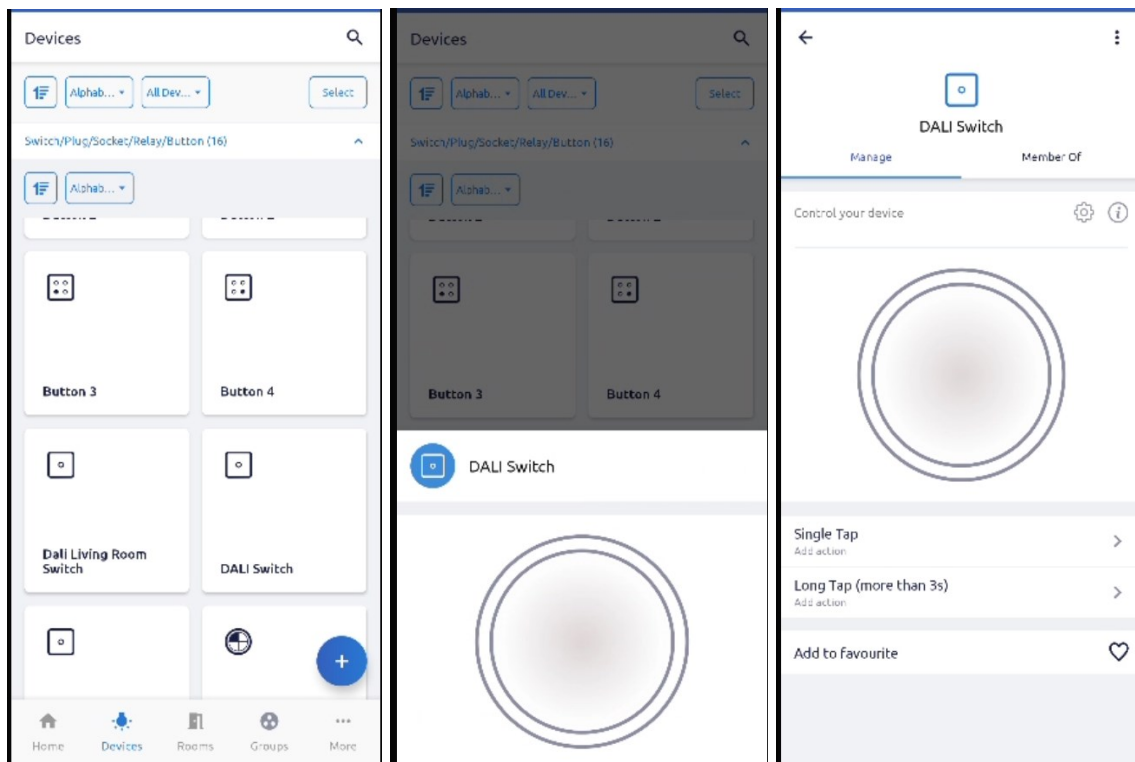 Devices
Alphab...
All Dev...
Select
Switch/Plug/Socket/Relay/Button (16)
Alphab...
Button 3
Button 4
Dali Living Room
Switch
DALI Switch
+
Home
Devices
Rooms
Groups
More
Devices
Alphab...
All Dev...
Select
Switch/Plug/Socket/Relay/Button (16)
Alphab...
Button 3
Button 4
DALI Switch
DALI Switch
Manage
Member Of
Control your device
Single Tap
Add action
Long Tap (more than 3s)
Add action
Add to favourite